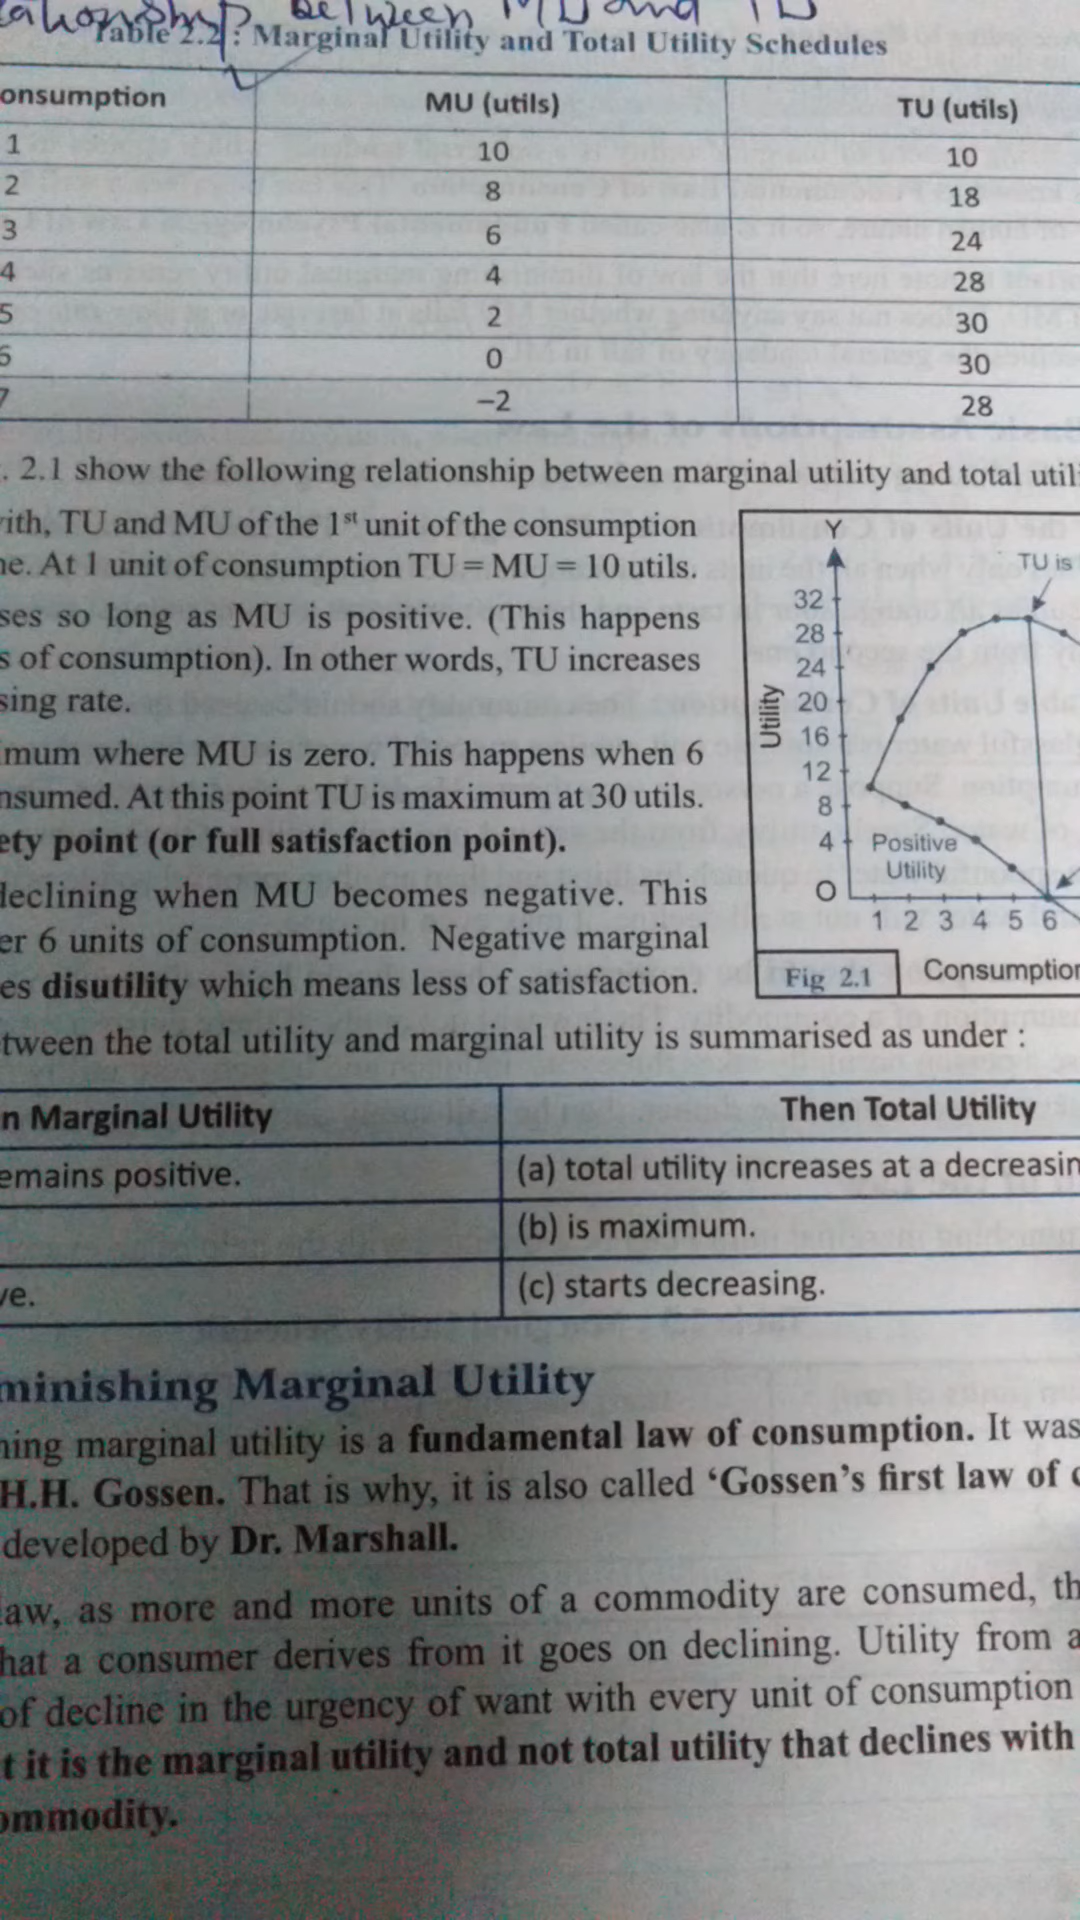 between MU and TU
Table 2.2 : Marginal Utility and Total Utility Schedules
onsumption MU (utils) TU (utils)
1 10 10
2 8 18
3 6 24
4 4 28
5 2 30
6 0 30
7 –2 28
. 2.1 show the following relationship between marginal utility and total utili
ith, TU and MU of the 1st unit of the consumption
ne. At 1 unit of consumption TU = MU = 10 utils.
ses so long as MU is positive. (This happens
s of consumption). In other words, TU increases
sing rate.
mum where MU is zero. This happens when 6
nsumed. At this point TU is maximum at 30 utils.
ety point (or full satisfaction point).
declining when MU becomes negative. This
er 6 units of consumption. Negative marginal
es disutility which means less of satisfaction.
Y
TU is
32
28
24
20
16
12
8
4
O
Utility
Positive
Utility
1 2 3 4 5 6
Fig 2.1 Consumption
tween the total utility and marginal utility is summarised as under :
n Marginal Utility Then Total Utility
emains positive. (a) total utility increases at a decreasin
(b) is maximum.
ve. (c) starts decreasing.
minishing Marginal Utility
ning marginal utility is a fundamental law of consumption. It was
H.H. Gossen. That is why, it is also called ‘Gossen’s first law of c
developed by Dr. Marshall.
aw, as more and more units of a commodity are consumed, th
hat a consumer derives from it goes on declining. Utility from a
of decline in the urgency of want with every unit of consumption
t it is the marginal utility and not total utility that declines with
ommodity.